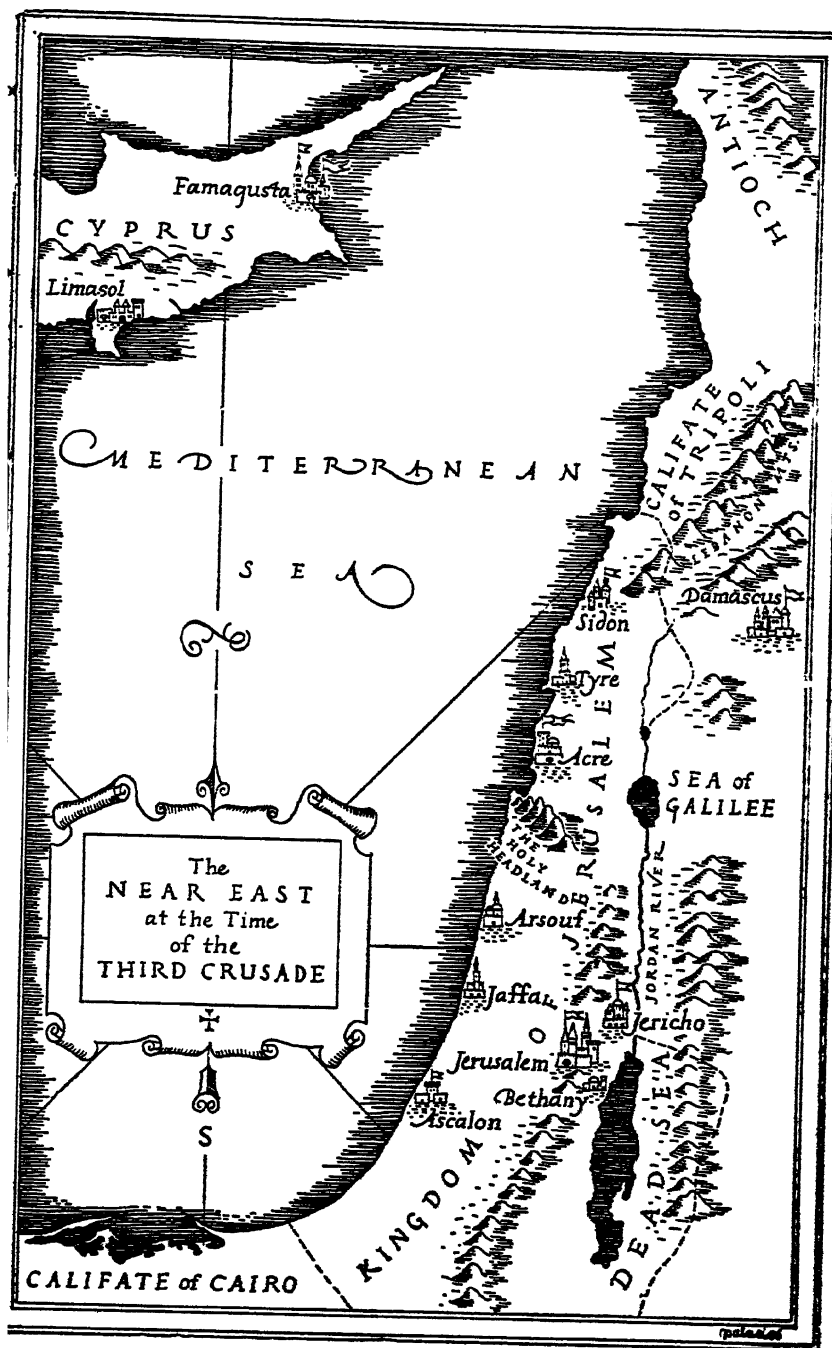 ANTIOCH
Famagusta
CYPRUS
Limasol
CALIFATE
of TRIPOLI
MEDITERRANEAN
LEBANON MTS.
SEA
Damascus
Sidon
Tyre
Acre
SEA of
GALILEE
THE
HOLY
HEADLAND
The
NEAR EAST
at the Time
of the
THIRD CRUSADE
Arsouf
JORDAN RIVER
Jaffa
Jericho
Jerusalem
Bethany
Ascalon
KINGDOM OF JERUSALEM
DEAD SEA
S
CALIFATE of CAIRO